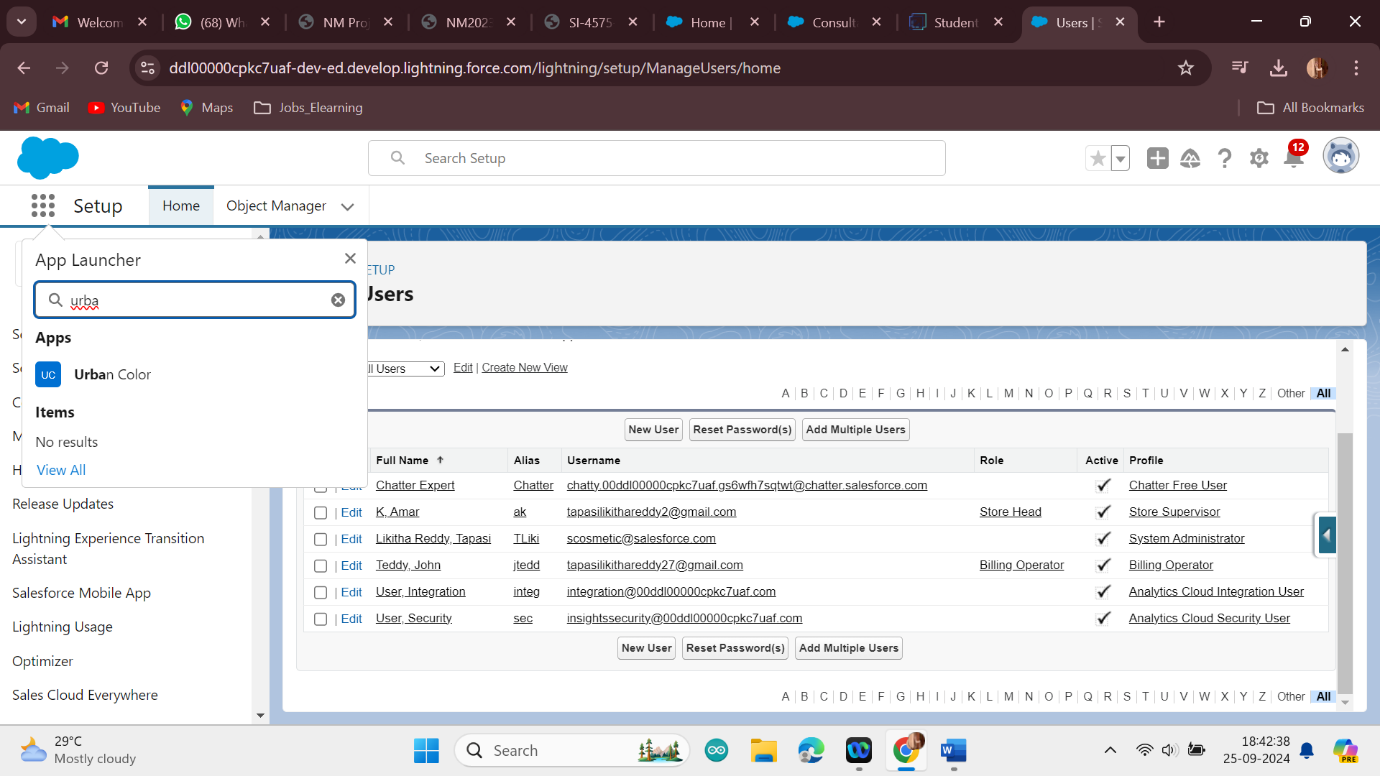 Welcom
(68) Wha
NM Pro
NM202
SI-4575
Home |
Consult
Student
Users | S
ddl00000cpkc7uaf-dev-ed.develop.lightning.force.com/lightning/setup/ManageUsers/home
Gmail
YouTube
Maps
Jobs_Elearning
All Bookmarks
Search Setup
12
Setup
Home
Object Manager
App Launcher
urba
Apps
UC
Urban Color
Items
No results
View All
Release Updates
Lightning Experience Transition
Assistant
Salesforce Mobile App
Lightning Usage
Optimizer
Sales Cloud Everywhere
ETUP
Users
ll Users
Edit | Create New View
A | B | C | D | E | F | G | H | I | J | K | L | M | N | O | P | Q | R | S | T | U | V | W | X | Y | Z | Other | All
New User Reset Password(s) Add Multiple Users
Full Name ↑ Alias Username Role Active Profile
Edit Chatter Expert Chatter chatty.00ddl00000cpkc7uaf.gs6wfh7sqtwt@chatter.salesforce.com ✓ Chatter Free User
| Edit K, Amar ak tapasilikithareddy2@gmail.com Store Head ✓ Store Supervisor
| Edit Likitha Reddy, Tapasi TLiki scosmetic@salesforce.com ✓ System Administrator
| Edit Teddy, John jtedd tapasilikithareddy27@gmail.com Billing Operator ✓ Billing Operator
| Edit User, Integration integ integration@00ddl00000cpkc7uaf.com ✓ Analytics Cloud Integration User
| Edit User, Security sec insightssecurity@00ddl00000cpkc7uaf.com ✓ Analytics Cloud Security User
New User Reset Password(s) Add Multiple Users
A | B | C | D | E | F | G | H | I | J | K | L | M | N | O | P | Q | R | S | T | U | V | W | X | Y | Z | Other | All
29°C
Mostly cloudy
Search
18:42:38
25-09-2024
PRE